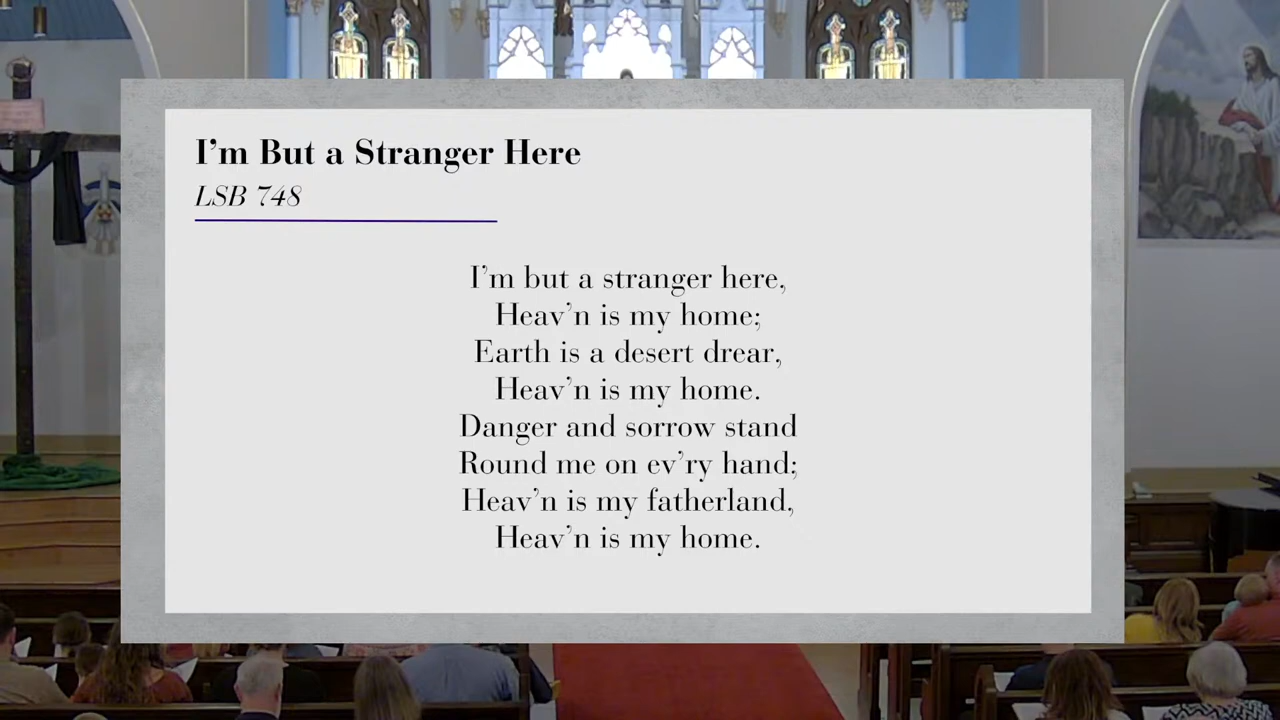 I’m But a Stranger Here
LSB 748
I’m but a stranger here,
Heav’n is my home;
Earth is a desert drear,
Heav’n is my home.
Danger and sorrow stand
Round me on ev’ry hand;
Heav’n is my fatherland,
Heav’n is my home.